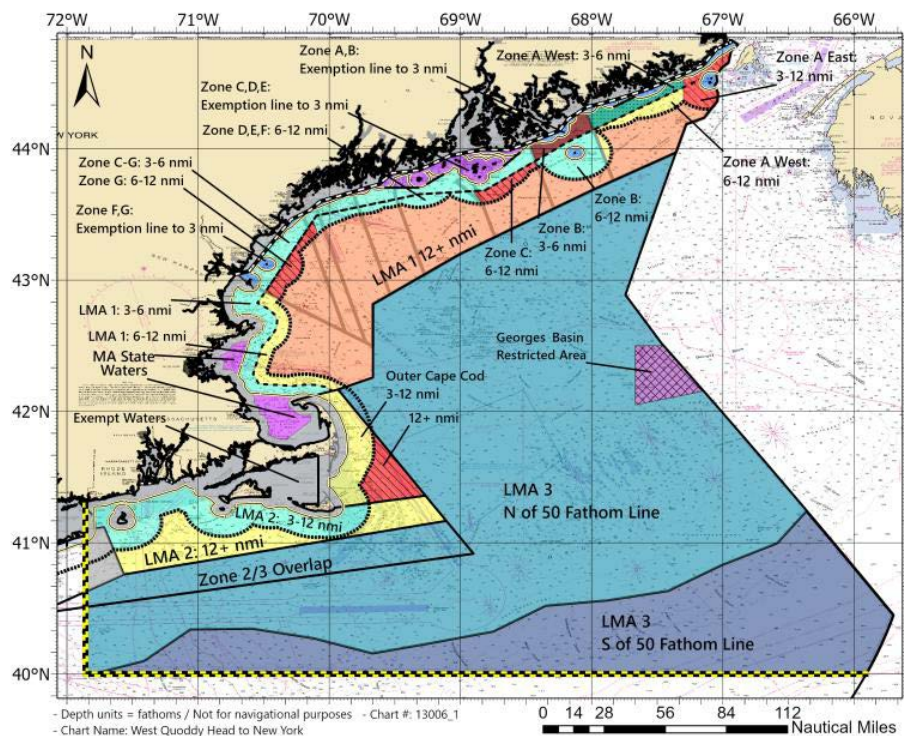 72°W 71°W 70°W 69°W 68°W 67°W 66°W
N
Zone A,B:
Exemption line to 3 nmi
Zone A West: 3-6 nmi
Zone A East:
3-12 nmi
Zone C,D,E:
Exemption line to 3 nmi
Zone D,E,F: 6-12 nmi
W YORK
NOVA
44°N
Zone C-G: 3-6 nmi
Zone G: 6-12 nmi
Zone A West:
6-12 nmi
Zone F,G:
Exemption line to 3 nmi
Zone B:
6-12 nmi
Zone B:
3-6 nmi
Zone C:
6-12 nmi
LMA 1 12+ nmi
43°N
LMA 1: 3-6 nmi
LMA 1: 6-12 nmi
MA State
Waters
Georges Basin
Restricted Area
Outer Cape Cod
3-12 nmi
42°N
Exempt Waters
12+ nmi
RHODE
ISLAND
LMA 3
N of 50 Fathom Line
LMA 2: 3-12 nmi
41°N
LMA 2: 12+ nmi
Zone 2/3 Overlap
LMA 3
S of 50 Fathom Line
40°N
- Depth units = fathoms / Not for navigational purposes - Chart #: 13006_1
- Chart Name: West Quoddy Head to New York
0 14 28 56 84 112
Nautical Miles